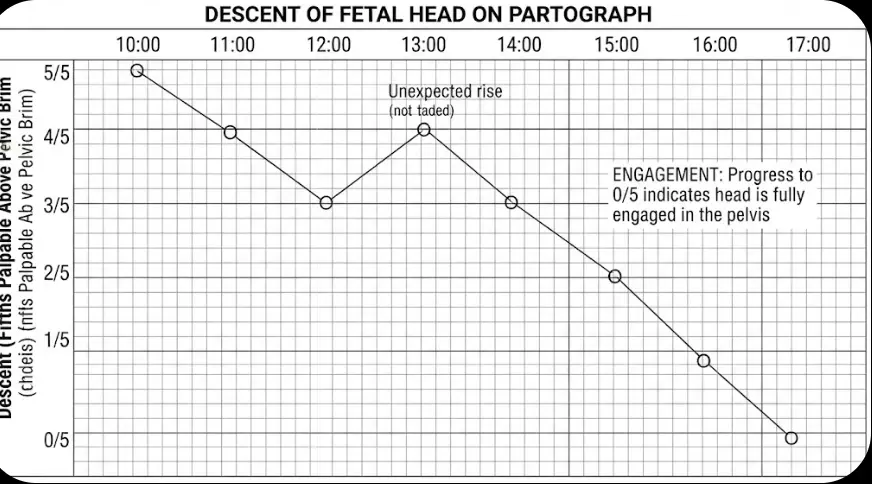 DESCENT OF FETAL HEAD ON PARTOGRAPH
10:00 11:00 12:00 13:00 14:00 15:00 16:00 17:00
Descent (Fifths Palpable Above Pelvic Brim
(chdeis) (nfls Palpable Ab ve Pelvic Brim)
5/5
4/5
3/5
2/5
1/5
0/5
Unexpected rise
(not taded)
ENGAGEMENT: Progress to
0/5 indicates head is fully
engaged in the pelvis